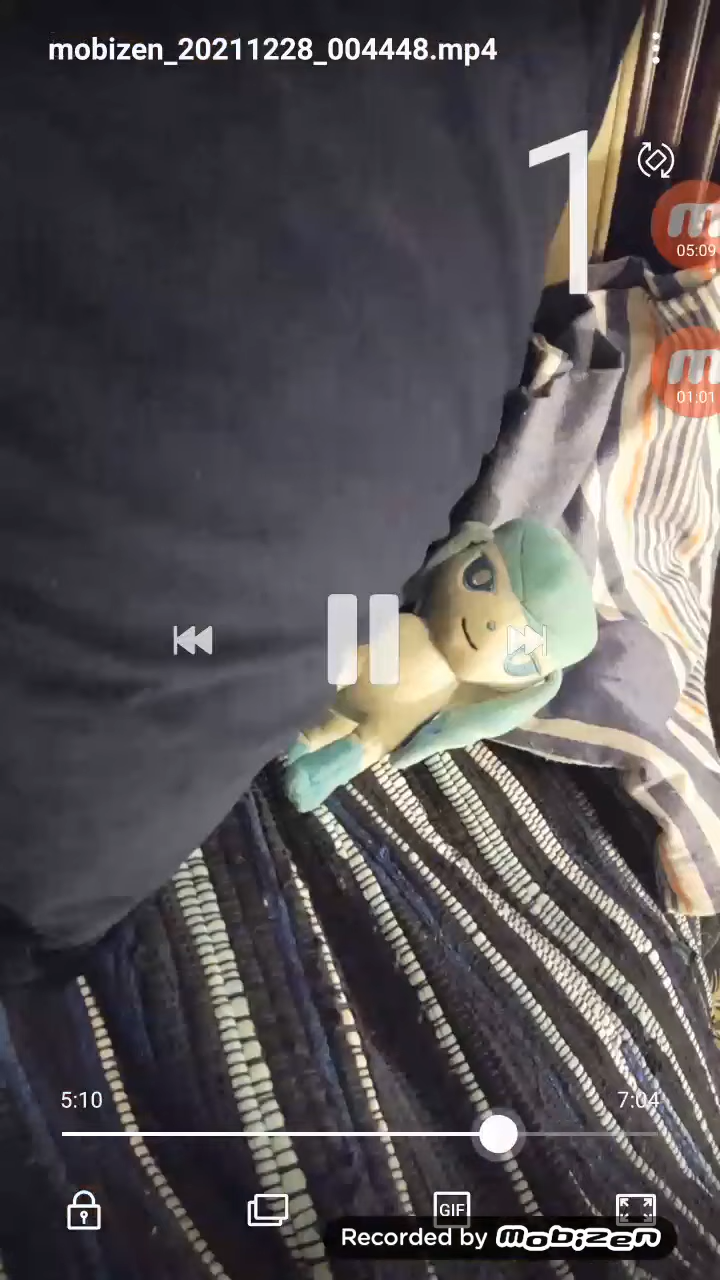 mobizen_20211228_004448.mp4
1
m
05:09
m
01:01
5:10
7:04
GIF
Recorded by mobizen